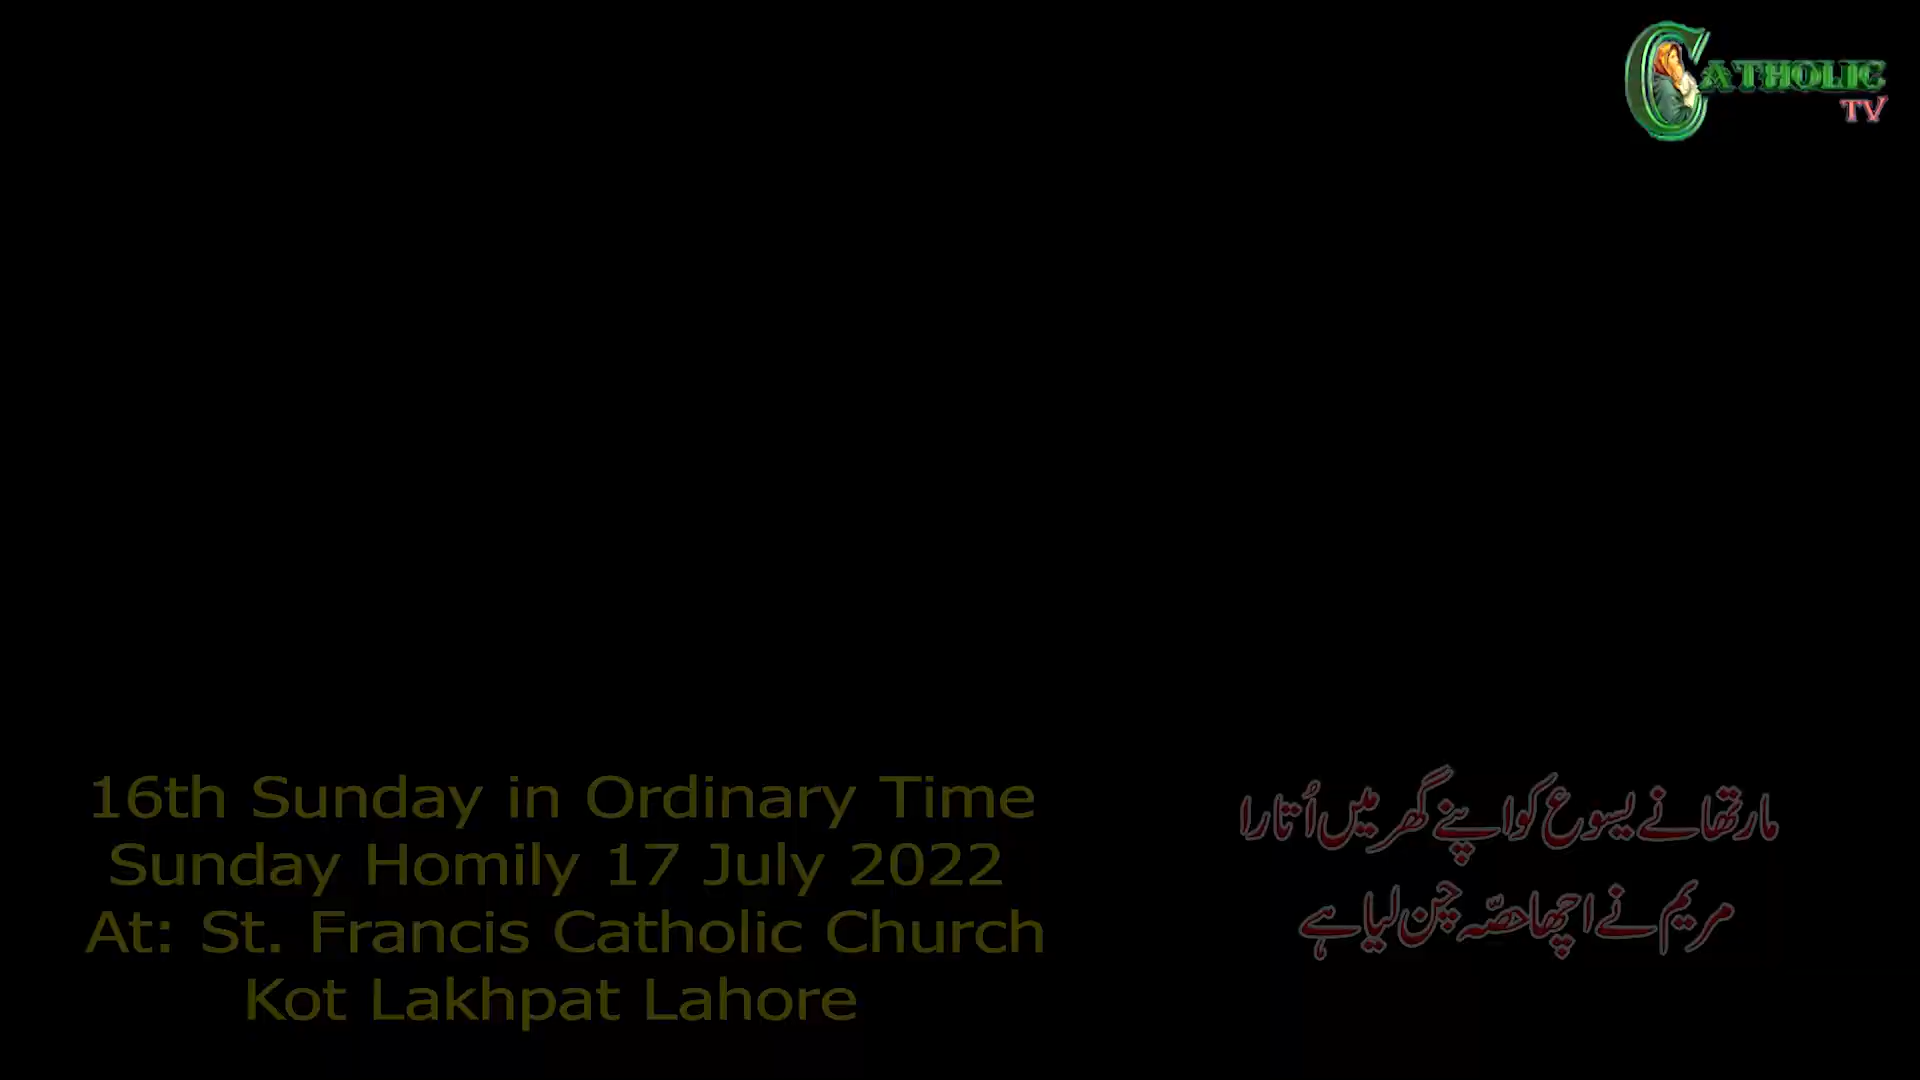 CATHOLIC
TV
16th Sunday in Ordinary Time
Sunday Homily 17 July 2022
At: St. Francis Catholic Church
Kot Lakhpat Lahore
مارتھا نے یسوع کو اپنے گھر میں اُتارا
مریم نے اچھا حصّہ چن لیا ہے